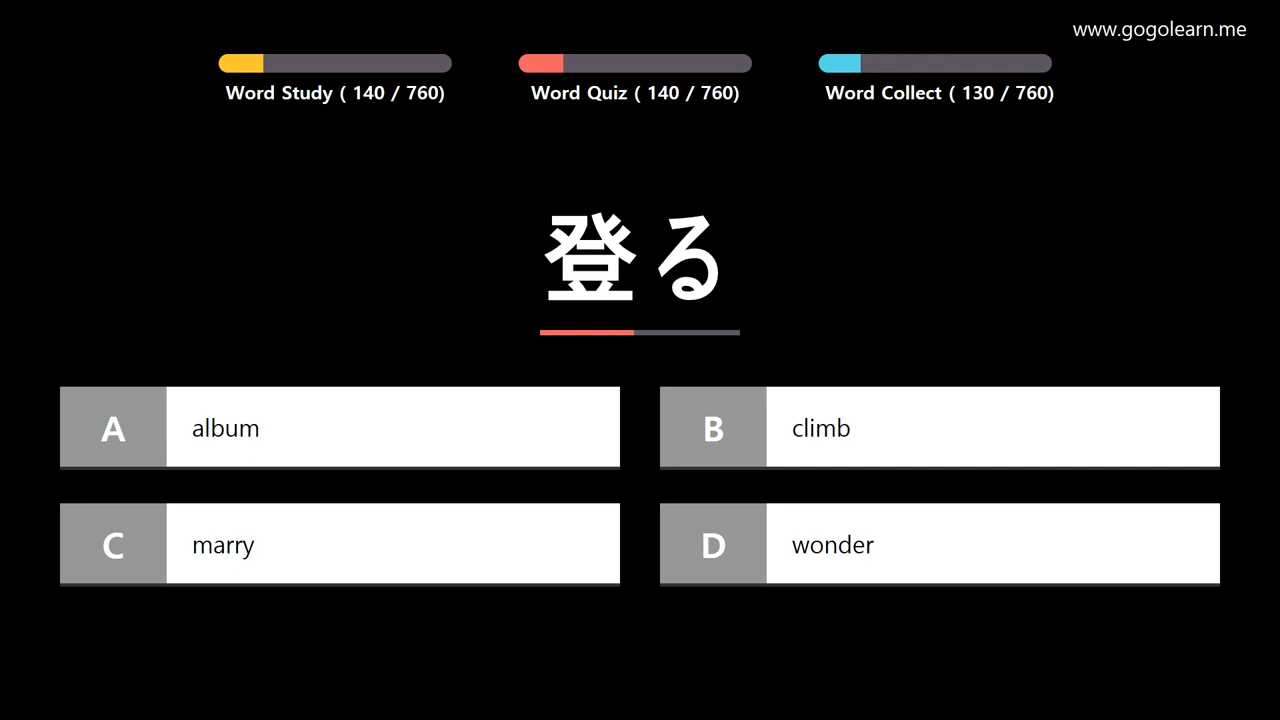 www.gogolearn.me
Word Study ( 140 / 760)
Word Quiz ( 140 / 760)
Word Collect ( 130 / 760)
登る
A album
B climb
C marry
D wonder